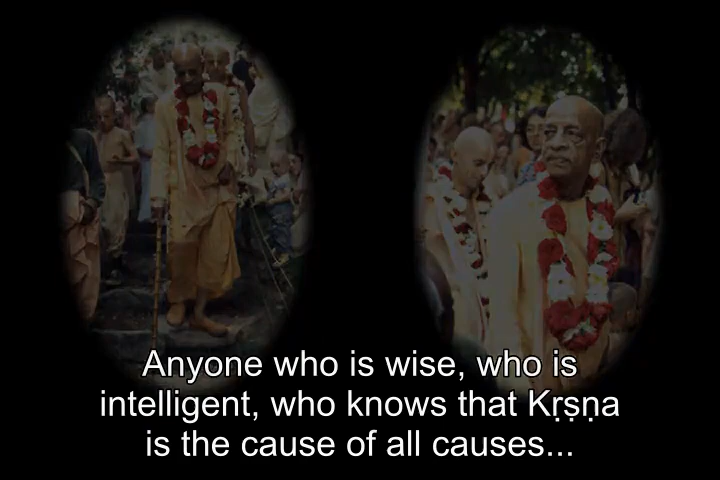 Anyone who is wise, who is
intelligent, who knows that Kṛṣṇa
is the cause of all causes...